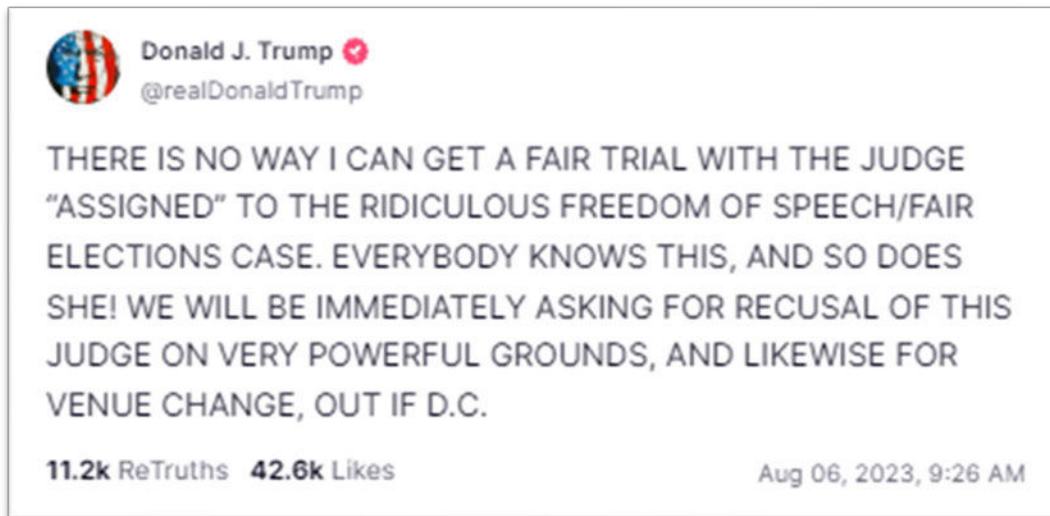 Donald J. Trump
@realDonaldTrump
THERE IS NO WAY I CAN GET A FAIR TRIAL WITH THE JUDGE
“ASSIGNED” TO THE RIDICULOUS FREEDOM OF SPEECH/FAIR
ELECTIONS CASE. EVERYBODY KNOWS THIS, AND SO DOES
SHE! WE WILL BE IMMEDIATELY ASKING FOR RECUSAL OF THIS
JUDGE ON VERY POWERFUL GROUNDS, AND LIKEWISE FOR
VENUE CHANGE, OUT IF D.C.
11.2k ReTruths 42.6k Likes Aug 06, 2023, 9:26 AM